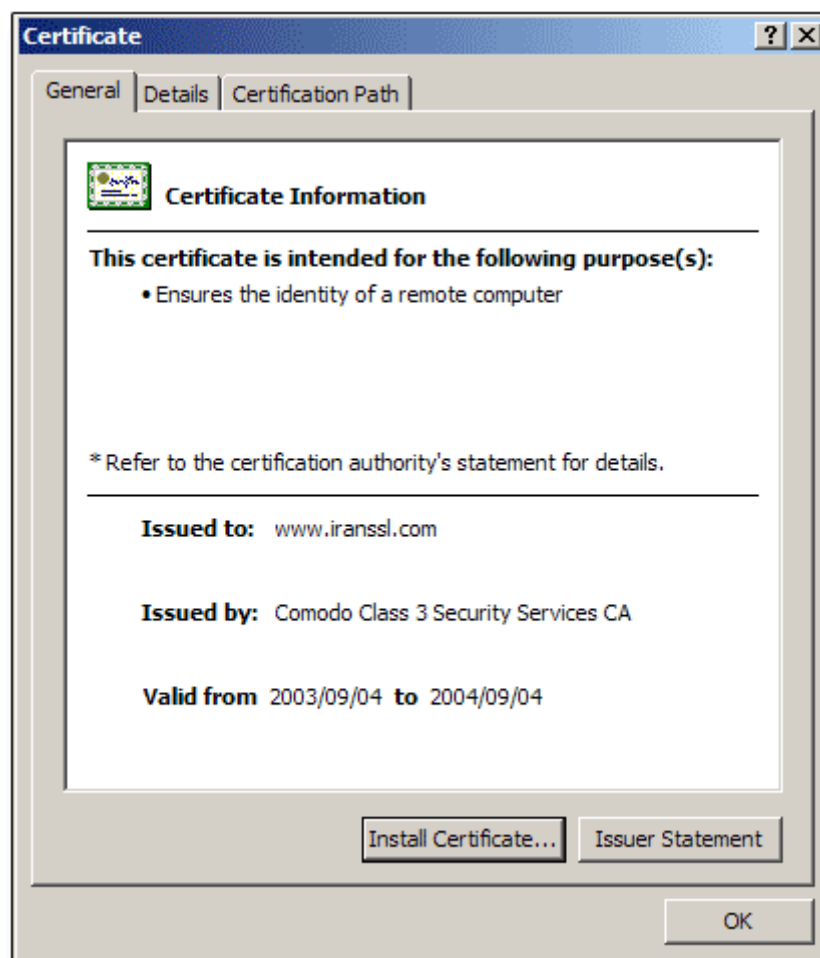 Certificate
General Details Certification Path
Certificate Information
This certificate is intended for the following purpose(s):
• Ensures the identity of a remote computer
* Refer to the certification authority's statement for details.
Issued to: www.iranssl.com
Issued by: Comodo Class 3 Security Services CA
Valid from 2003/09/04 to 2004/09/04
Install Certificate... Issuer Statement
OK